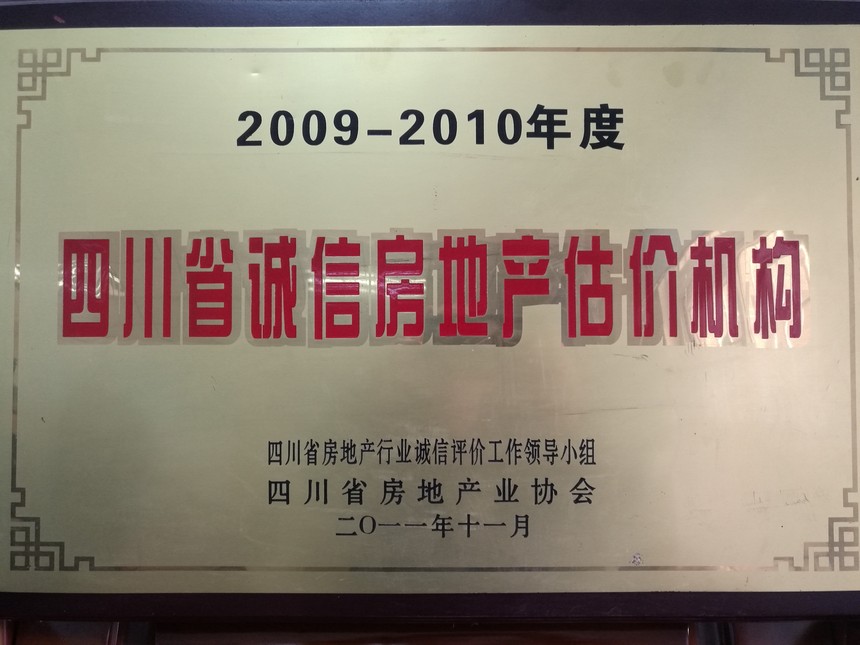 2009-2010年度
四川省诚信房地产估价机构
四川省房地产行业诚信评价工作领导小组
四川省房地产业协会
二〇一一年十一月